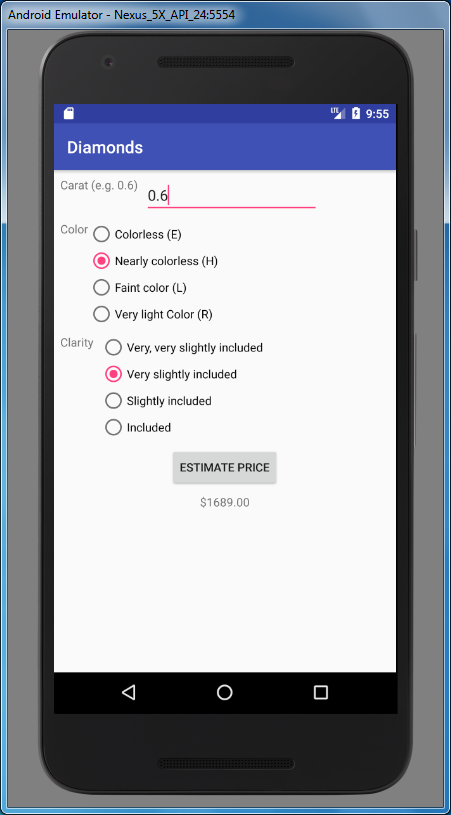 Android Emulator - Nexus_5X_API_24:5554
LTE 9:55
Diamonds
Carat (e.g. 0.6) 0.6
Color Colorless (E)
Nearly colorless (H)
Faint color (L)
Very light Color (R)
Clarity Very, very slightly included
Very slightly included
Slightly included
Included
ESTIMATE PRICE
$1689.00